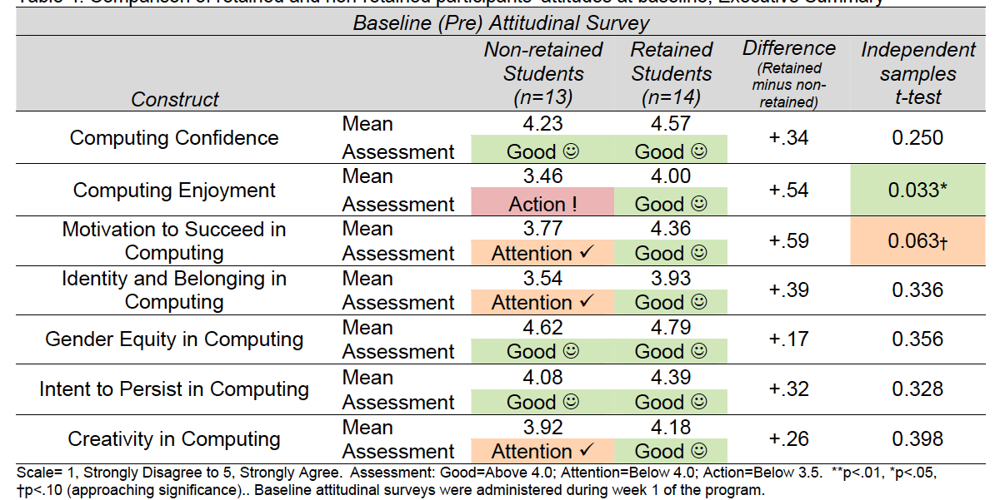 Table 4. Comparison of retained and non-retained participants' attitudes at baseline, Executive Summary
Baseline (Pre) Attitudinal Survey
Construct Non-retained Students (n=13) Retained Students (n=14) Difference (Retained minus non-retained) Independent samples t-test
Computing Confidence Mean 4.23 4.57 +.34 0.250
Assessment Good ☺ Good ☺
Computing Enjoyment Mean 3.46 4.00 +.54 0.033*
Assessment Action ! Good ☺
Motivation to Succeed in Computing Mean 3.77 4.36 +.59 0.063†
Assessment Attention ✓ Good ☺
Identity and Belonging in Computing Mean 3.54 3.93 +.39 0.336
Assessment Attention ✓ Good ☺
Gender Equity in Computing Mean 4.62 4.79 +.17 0.356
Assessment Good ☺ Good ☺
Intent to Persist in Computing Mean 4.08 4.39 +.32 0.328
Assessment Good ☺ Good ☺
Creativity in Computing Mean 3.92 4.18 +.26 0.398
Assessment Attention ✓ Good ☺
Scale= 1, Strongly Disagree to 5, Strongly Agree.  Assessment: Good=Above 4.0; Attention=Below 4.0; Action=Below 3.5.  **p<.01, *p<.05,
†p<.10 (approaching significance).. Baseline attitudinal surveys were administered during week 1 of the program.